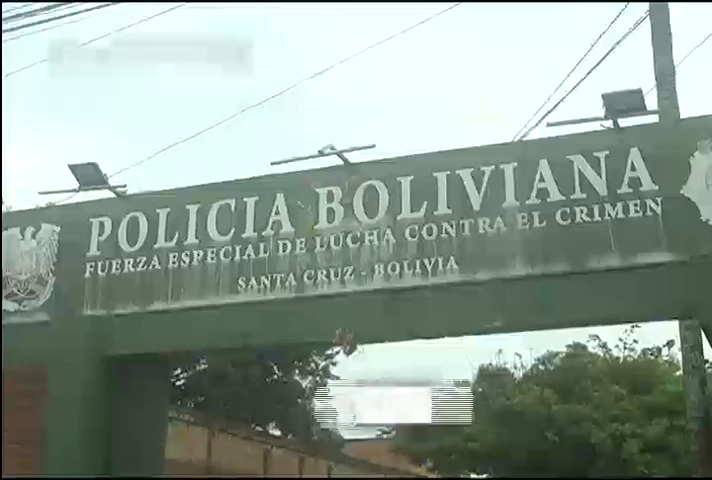 POLICIA BOLIVIANA
FUERZA ESPECIAL DE LUCHA CONTRA EL CRIMEN
SANTA CRUZ - BOLIVIA